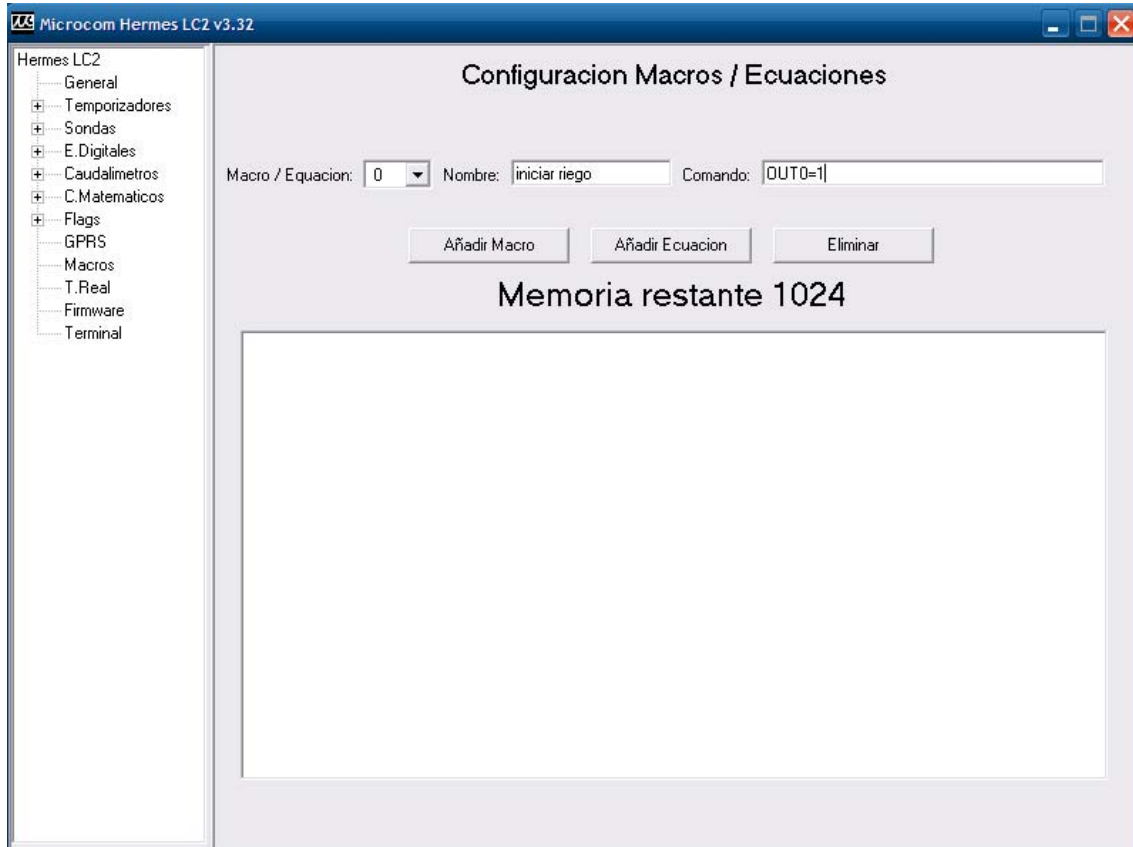 Microcom Hermes LC2 v3.32
Hermes LC2
General
Temporizadores
Sondas
E.Digitales
Caudalimetros
C.Matematicos
Flags
GPRS
Macros
T.Real
Firmware
Terminal
Configuracion Macros / Ecuaciones
Macro / Equacion: 0 Nombre: iniciar riego Comando: OUT0=1
Añadir Macro Añadir Ecuacion Eliminar
Memoria restante 1024